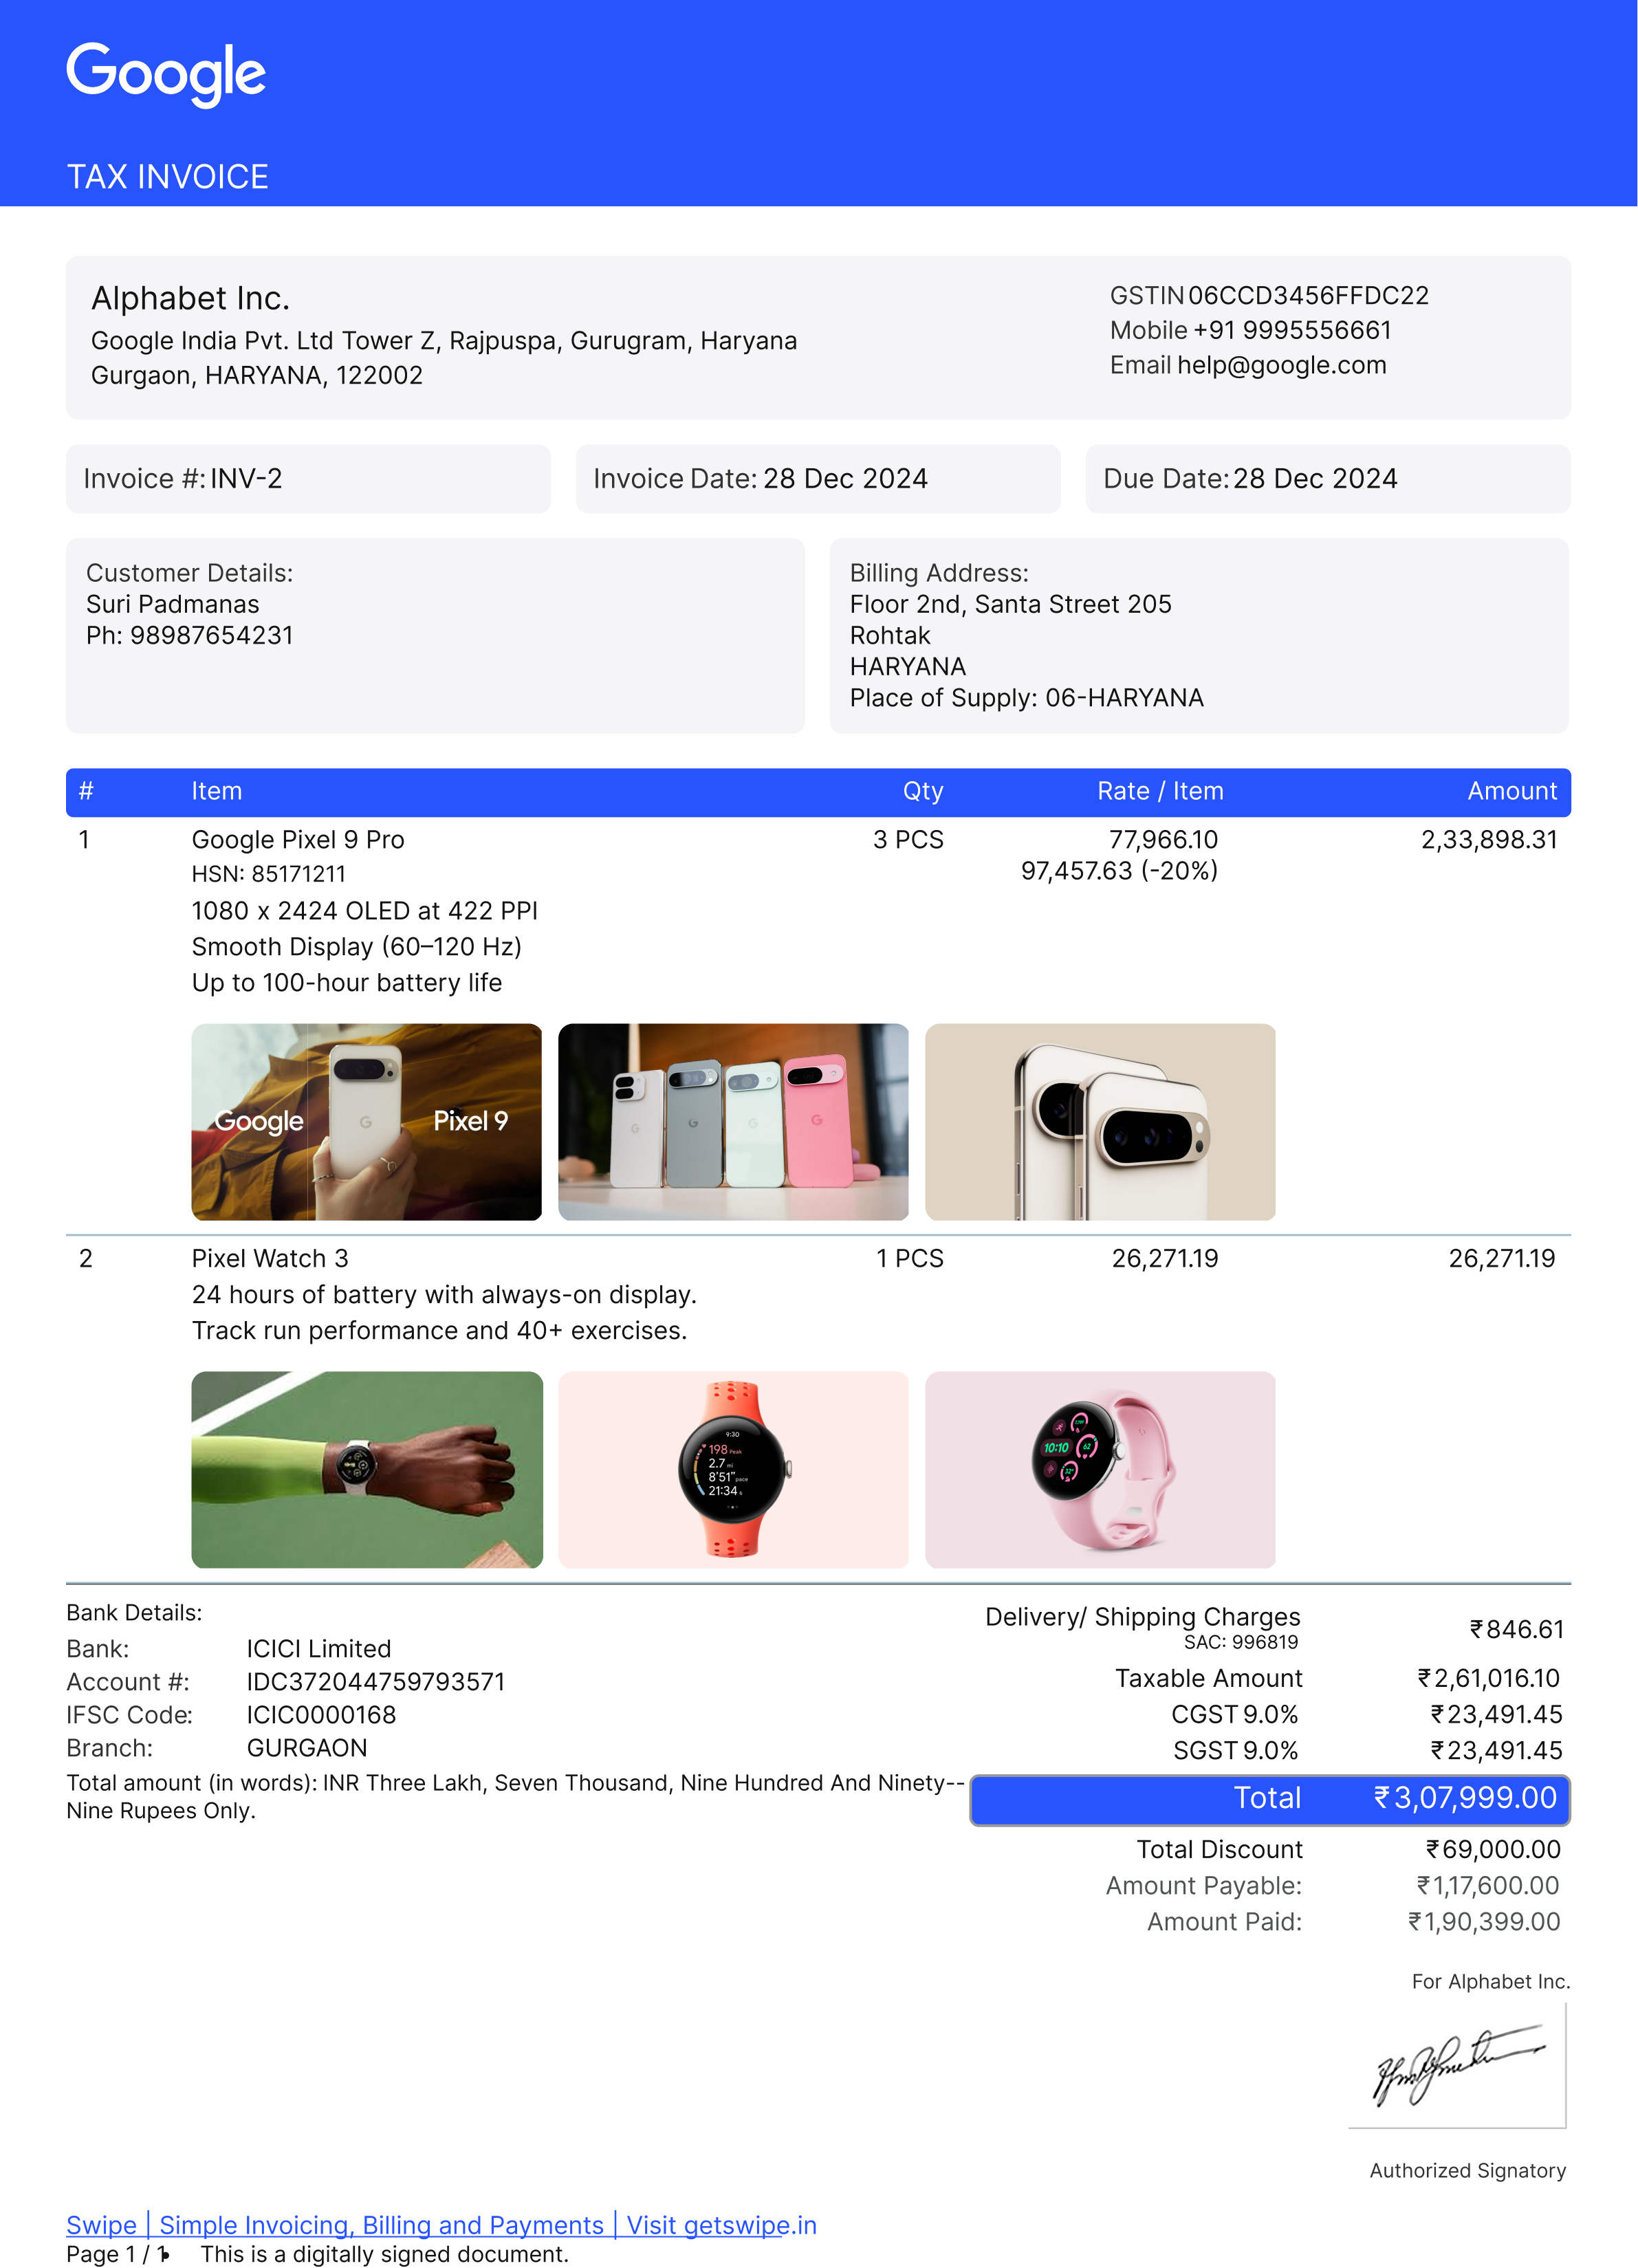 Google
TAX INVOICE
Alphabet Inc.
Google India Pvt. Ltd Tower Z, Rajpuspa, Gurugram, Haryana
Gurgaon, HARYANA, 122002
GSTIN 06CCD3456FFDC22
Mobile +91 9995556661
Email help@google.com
Invoice #: INV-2
Invoice Date: 28 Dec 2024
Due Date: 28 Dec 2024
Customer Details:
Suri Padmanas
Ph: 98987654231
Billing Address:
Floor 2nd, Santa Street 205
Rohtak
HARYANA
Place of Supply: 06-HARYANA
# Item Qty Rate / Item Amount
1 Google Pixel 9 Pro 3 PCS 77,966.10 2,33,898.31
HSN: 85171211 97,457.63 (-20%)
1080 x 2424 OLED at 422 PPI
Smooth Display (60–120 Hz)
Up to 100-hour battery life
Google Pixel 9
2 Pixel Watch 3 1 PCS 26,271.19 26,271.19
24 hours of battery with always-on display.
Track run performance and 40+ exercises.
9:30
198 Peak
2.7 mi
8'51" pace
21:34
10:10 62
Bank Details:
Bank: ICICI Limited
Account #: IDC372044759793571
IFSC Code: ICIC0000168
Branch: GURGAON
Total amount (in words): INR Three Lakh, Seven Thousand, Nine Hundred And Ninety--
Nine Rupees Only.
Delivery/ Shipping Charges ₹846.61
SAC: 996819
Taxable Amount ₹2,61,016.10
CGST 9.0% ₹23,491.45
SGST 9.0% ₹23,491.45
Total ₹3,07,999.00
Total Discount ₹69,000.00
Amount Payable: ₹1,17,600.00
Amount Paid: ₹1,90,399.00
For Alphabet Inc.
Authorized Signatory
Swipe | Simple Invoicing, Billing and Payments | Visit getswipe.in
Page 1 / 1 • This is a digitally signed document.